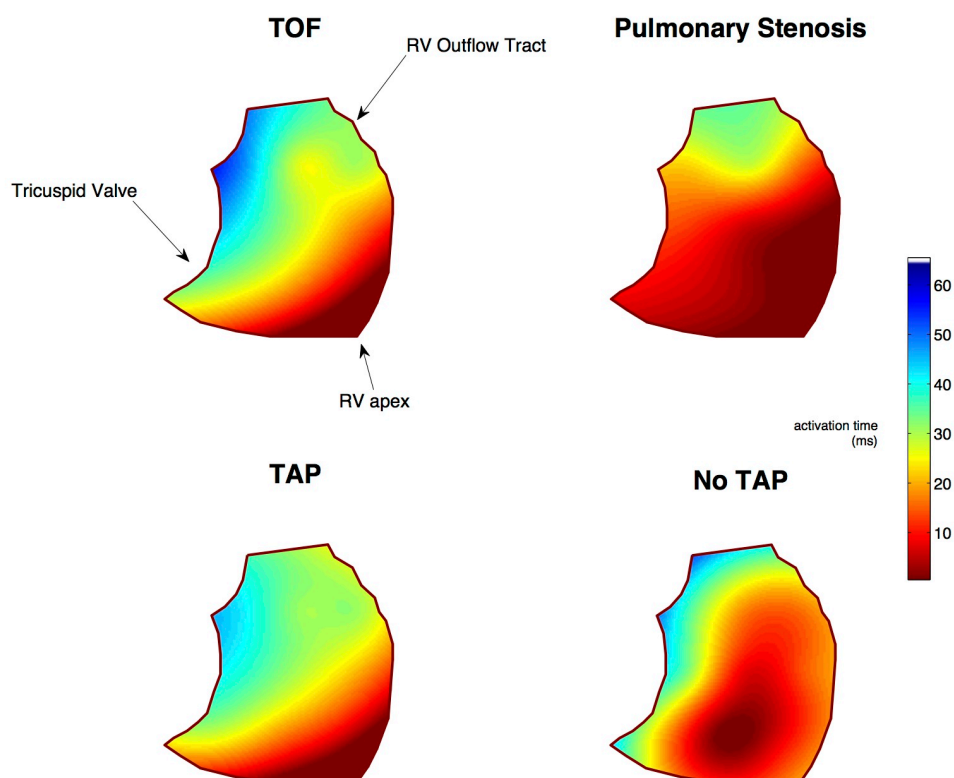 TOF
Pulmonary Stenosis
RV Outflow Tract
Tricuspid Valve
RV apex
60
50
40
30
20
10
activation time
(ms)
TAP
No TAP